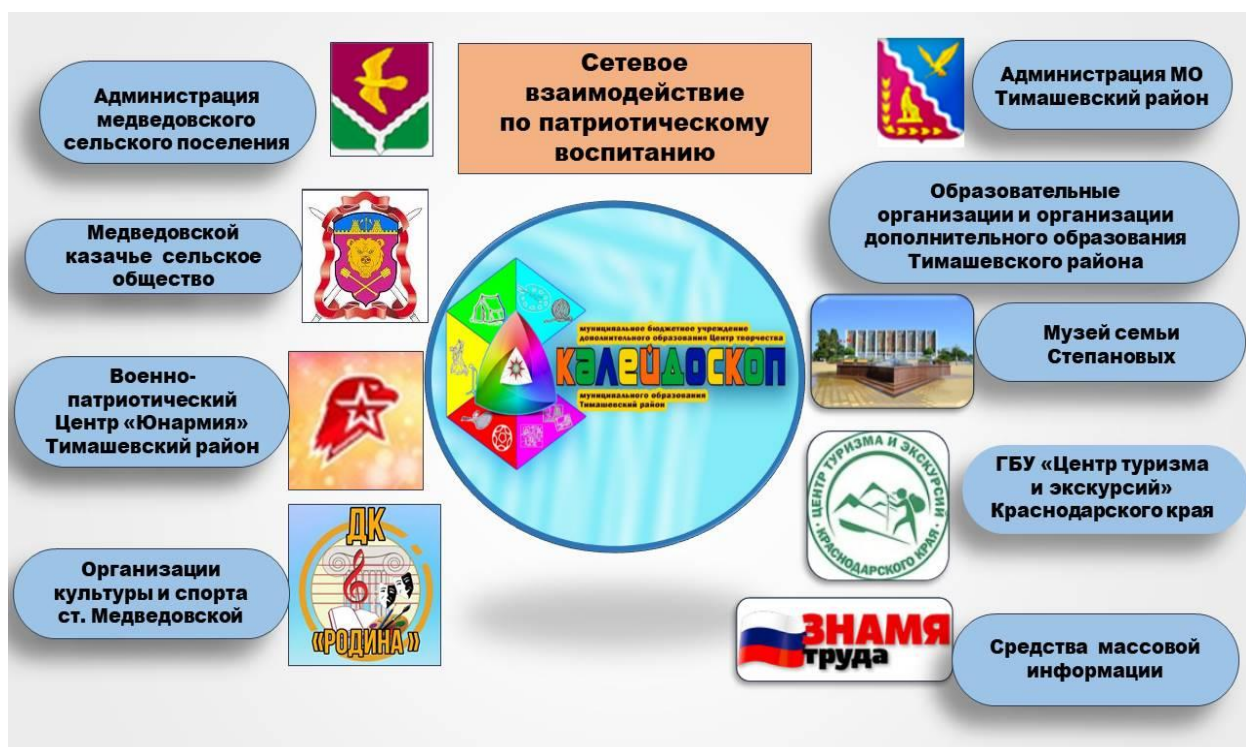 Сетевое
взаимодействие
по патриотическому
воспитанию
Администрация
медведовского
сельского поселения
Медведовской
казачье сельское
общество
Военно-
патриотический
Центр «Юнармия»
Тимашевский район
ДК
«РОДИНА»
Организации
культуры и спорта
ст. Медведовской
муниципальное бюджетное учреждение
дополнительного образования Центр творчества
КАЛЕЙДОСКОП
муниципального образования
Тимашевский район
Администрация МО
Тимашевский район
Образовательные
организации и организации
дополнительного образования
Тимашевского района
Музей семьи
Степановых
ЦЕНТР ТУРИЗМА И ЭКСКУРСИЙ
• КРАСНОДАРСКОГО КРАЯ •
ГБУ «Центр туризма
и экскурсий»
Краснодарского края
ЗНАМЯ
труда
Средства массовой
информации